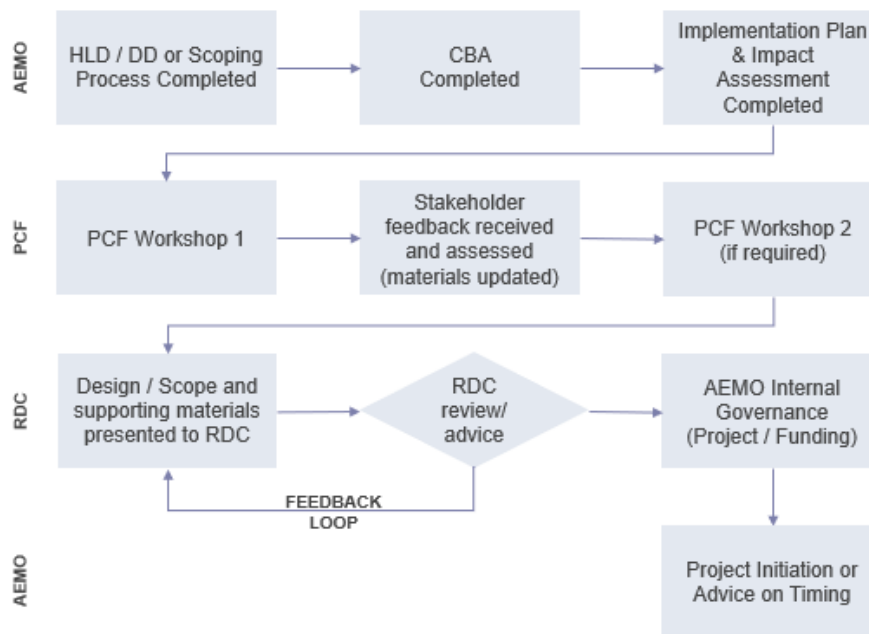 AEMO
HLD / DD or Scoping
Process Completed
CBA
Completed
Implementation Plan
& Impact
Assessment
Completed
PCF
PCF Workshop 1
Stakeholder
feedback received
and assessed
(materials updated)
PCF Workshop 2
(if required)
RDC
Design / Scope and
supporting materials
presented to RDC
RDC
review/
advice
AEMO Internal
Governance
(Project / Funding)
FEEDBACK
LOOP
AEMO
Project Initiation or
Advice on Timing